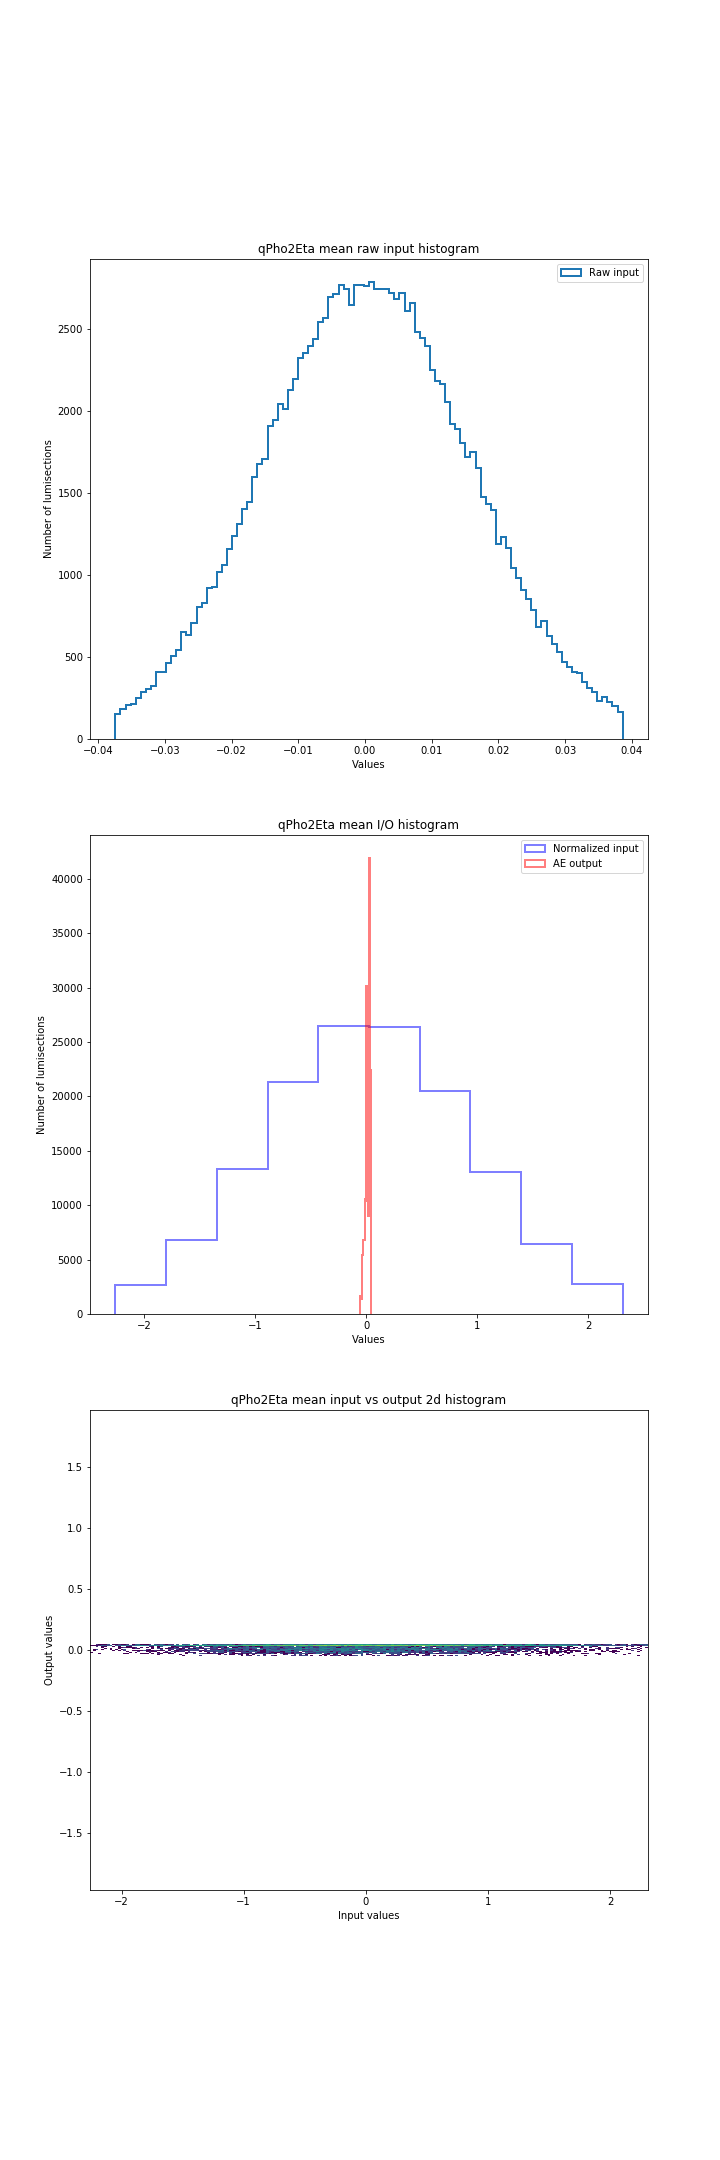 qPho2Eta mean raw input histogram
Raw input
2500
2000
1500
1000
500
0
Number of lumisections
−0.04 −0.03 −0.02 −0.01 0.00 0.01 0.02 0.03 0.04
Values
qPho2Eta mean I/O histogram
Normalized input
AE output
40000
35000
30000
25000
20000
15000
10000
5000
0
Number of lumisections
−2 −1 0 1 2
Values
qPho2Eta mean input vs output 2d histogram
1.5
1.0
0.5
0.0
−0.5
−1.0
−1.5
Output values
−2 −1 0 1 2
Input values